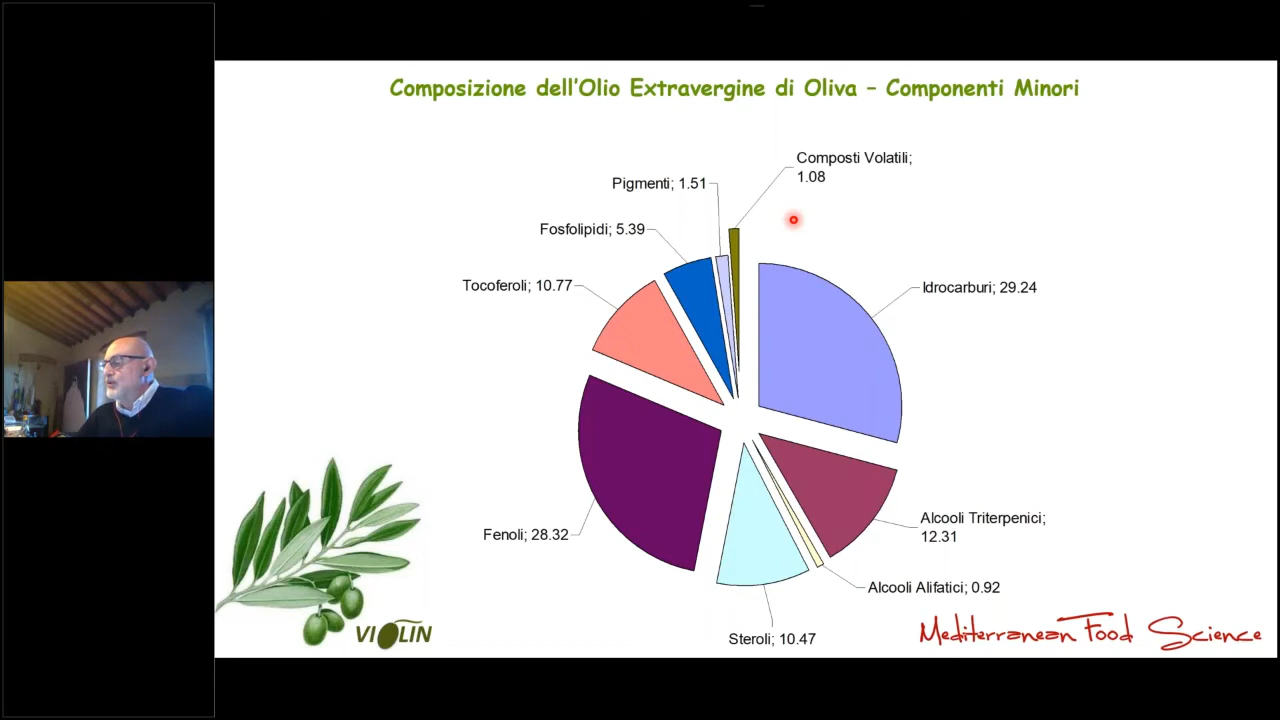 Composizione dell'Olio Extravergine di Oliva – Componenti Minori
Composti Volatili;
1.08
Pigmenti; 1.51
Fosfolipidi; 5.39
Tocoferoli; 10.77
Idrocarburi; 29.24
Fenoli; 28.32
Alcooli Triterpenici;
12.31
Alcooli Alifatici; 0.92
Steroli; 10.47
VIOLIN
Mediterranean Food Science